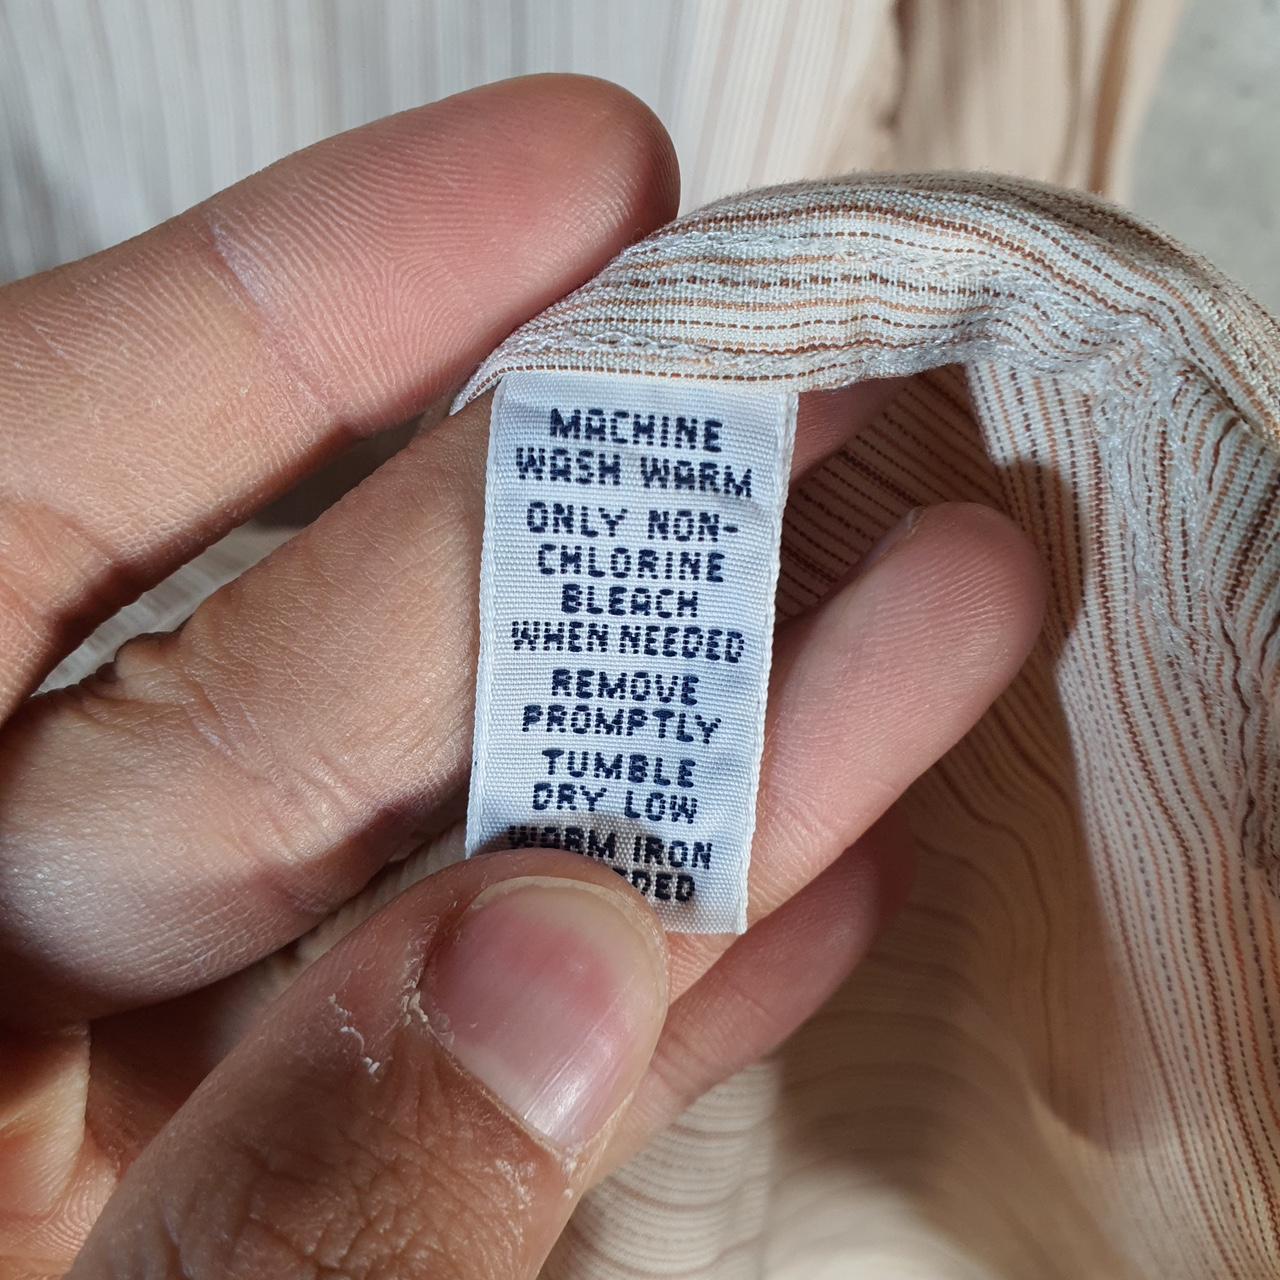 MACHINE
WASH WARM
ONLY NON-
CHLORINE
BLEACH
WHEN NEEDED
REMOVE
PROMPTLY
TUMBLE
DRY LOW
WARM IRON